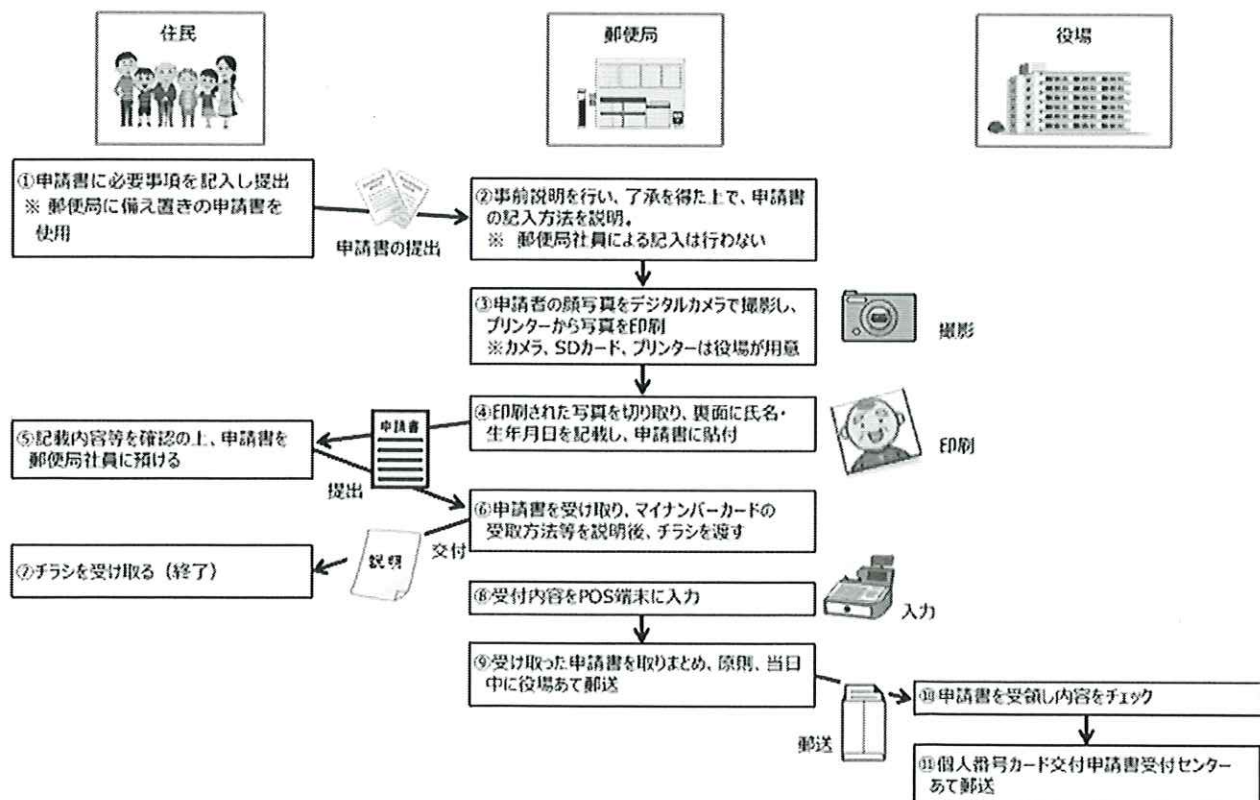 住民
郵便局
役場
①申請書に必要事項を記入し提出
※ 郵便局に備え置きの申請書を
使用
申請書の提出
②事前説明を行い、了承を得た上で、申請書
の記入方法を説明。
※ 郵便局社員による記入は行わない
③申請者の顔写真をデジタルカメラで撮影し、
プリンターから写真を印刷
※カメラ、SDカード、プリンターは役場が用意
撮影
④印刷された写真を切り取り、裏面に氏名・
生年月日を記載し、申請書に貼付
印刷
申請書
⑤記載内容等を確認の上、申請書を
郵便局社員に預ける
提出
⑥申請書を受け取り、マイナンバーカードの
受取方法等を説明後、チラシを渡す
交付
説明
⑦チラシを受け取る（終了）
⑧受付内容をPOS端末に入力
入力
⑨受け取った申請書を取りまとめ、原則、当日
中に役場あて郵送
郵送
⑩申請書を受領し内容をチェック
⑪個人番号カード交付申請書受付センター
あて郵送